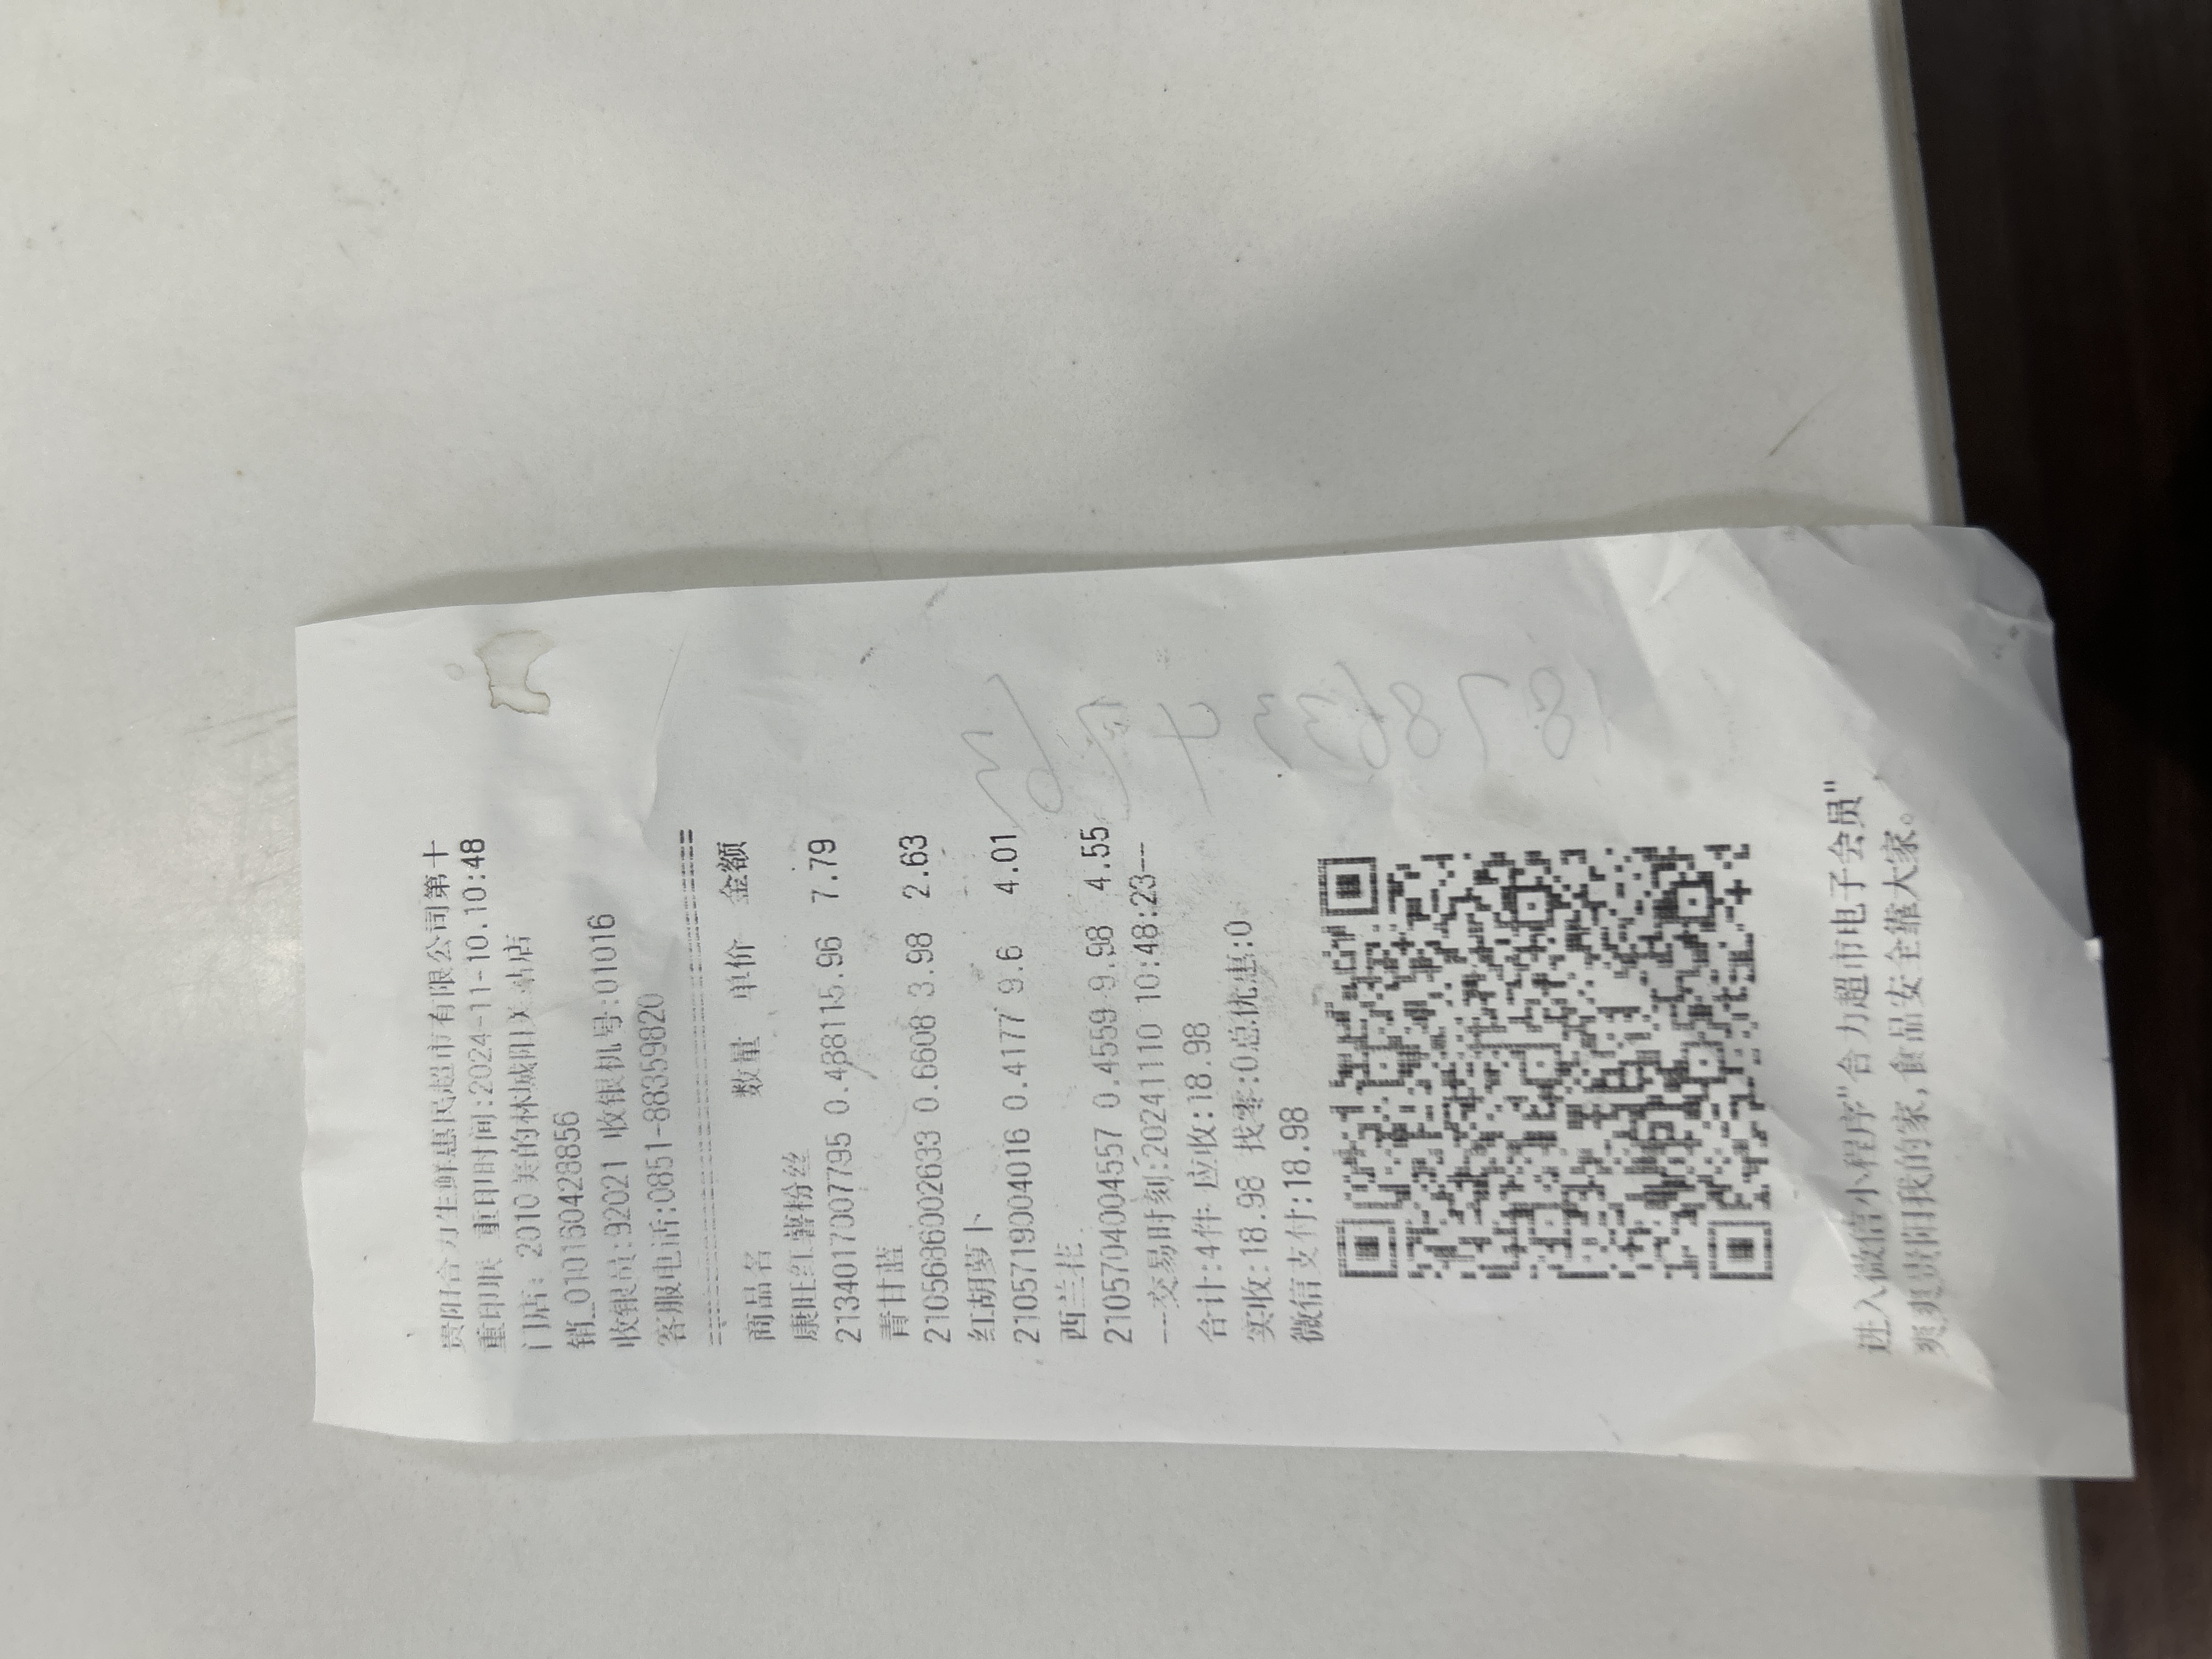 贵阳合力生鲜惠民超市有限公司第十
重印联 重印时间:2024-11-10.10:48
门店: 2010 美的林城阳关站店
销_0101360428856
收银员:92021 收银机号:01016
客服电话:0851-88359820
商品名 数量 单价 金额
康旺红薯粉丝
2134017007795 0.488115.96 7.79
青甘蓝
2105686002633 0.6608 3.98 2.63
红胡萝卜
2105719004016 0.4177 9.6 4.01
西兰花
2105704004557 0.4559 9.98 4.55
---交易时刻:20241110 10:48:23---
合计:4件 应收:18.98
实收:18.98 找零:0总优惠:0
微信支付:18.98
进入微信小程序"合力超市电子会员"
爽爽贵阳我的家,食品安全靠大家。